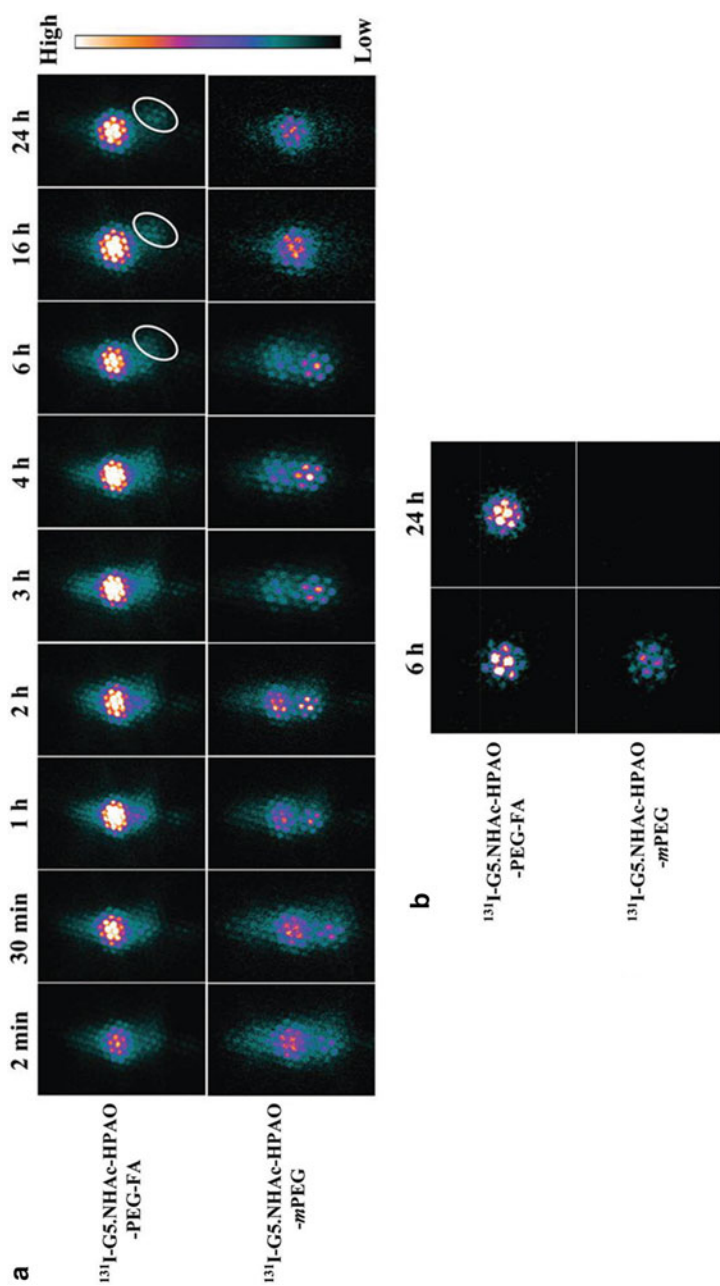 a
2 min 30 min 1 h 2 h 3 h 4 h 6 h 16 h 24 h
High
Low
¹³¹I-G5.NHAc-HPAO
-PEG-FA
¹³¹I-G5.NHAc-HPAO
-mPEG
b
6 h 24 h
¹³¹I-G5.NHAc-HPAO
-PEG-FA
¹³¹I-G5.NHAc-HPAO
-mPEG